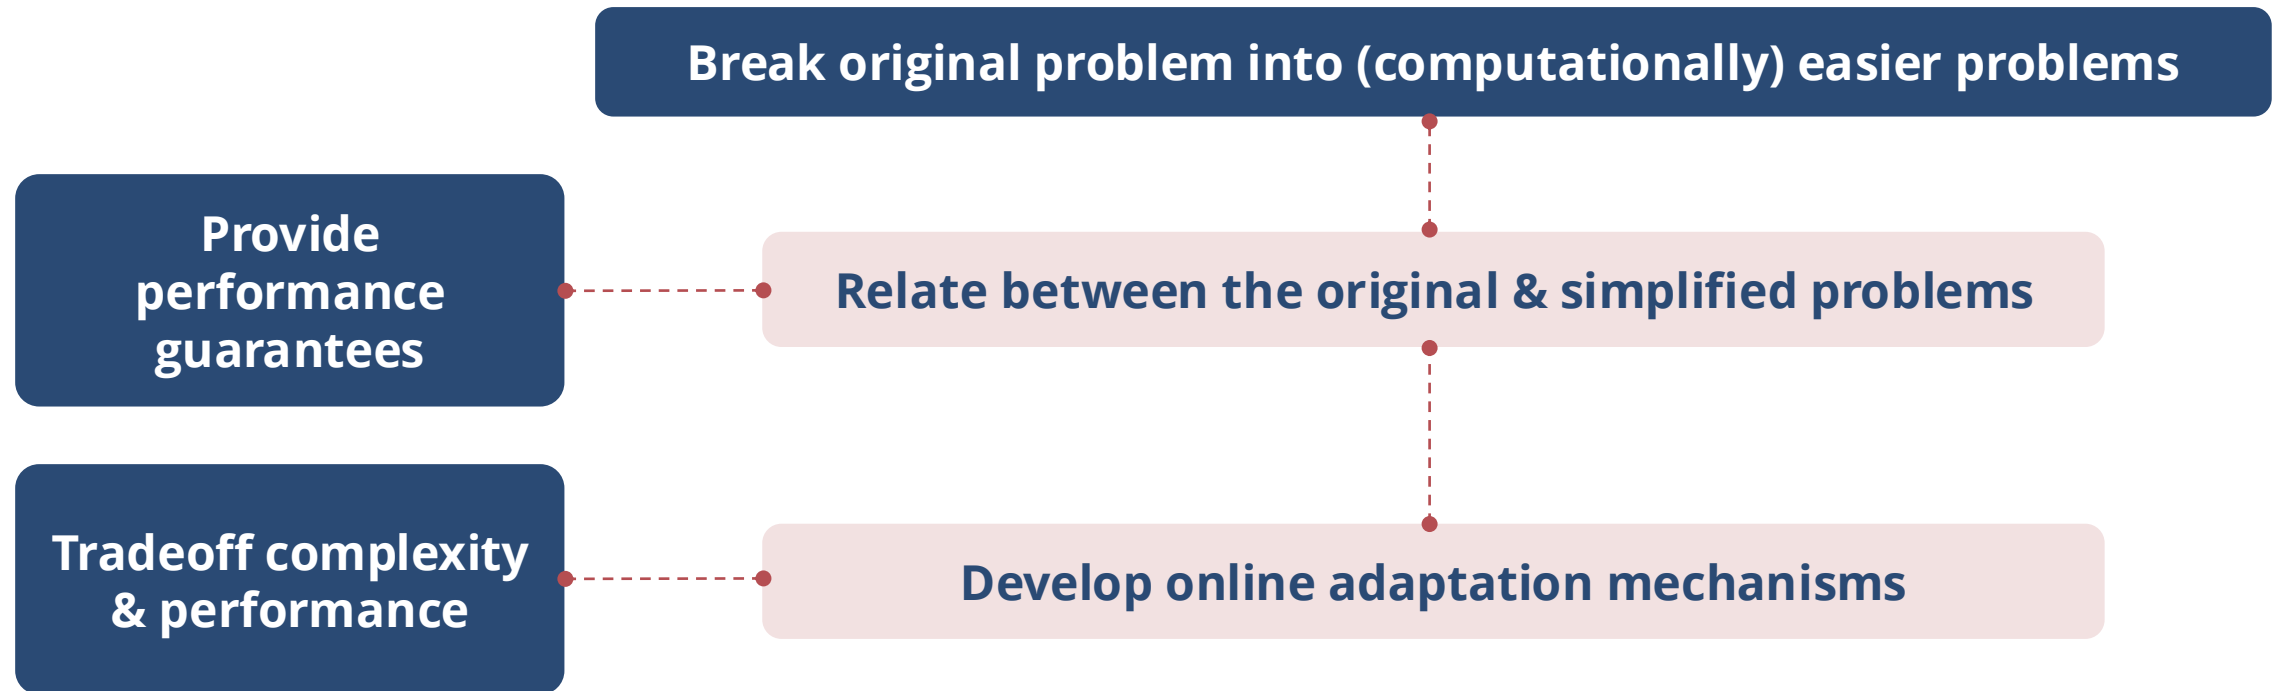 Break original problem into (computationally) easier problems
Provide
performance
guarantees
Relate between the original & simplified problems
Tradeoff complexity
& performance
Develop online adaptation mechanisms